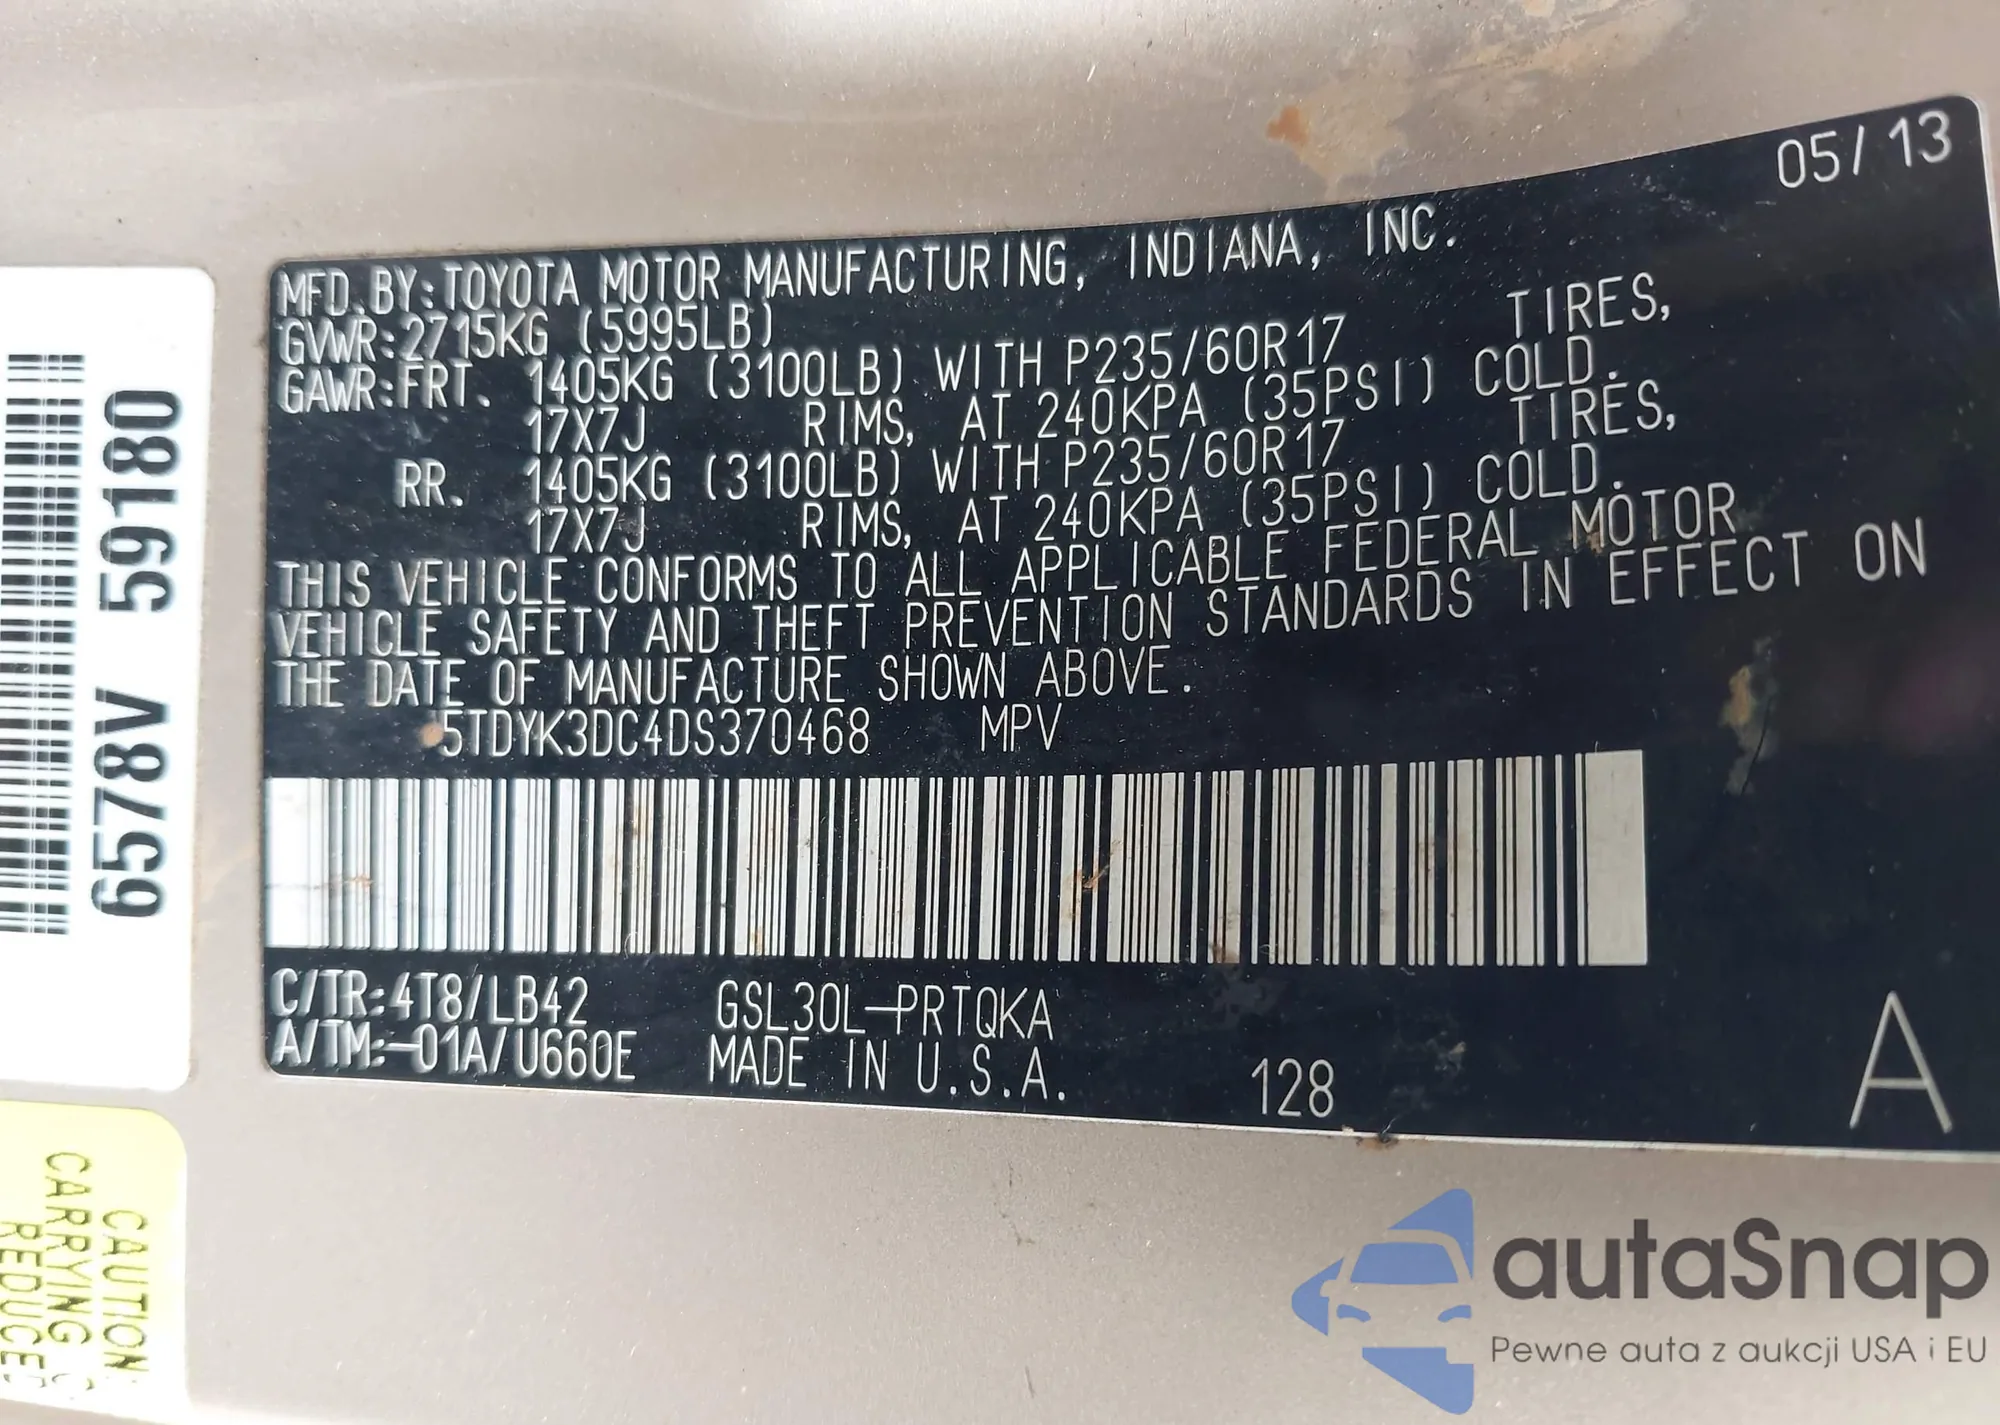 05/13
MFD.BY:TOYOTA MOTOR MANUFACTURING, INDIANA, INC.
GVWR:2715KG (5995LB)
GAWR:FRT. 1405KG (3100LB) WITH P235/60R17 TIRES,
17X7J RIMS, AT 240KPA (35PSI) COLD.
RR. 1405KG (3100LB) WITH P235/60R17 TIRES,
17X7J RIMS, AT 240KPA (35PSI) COLD.
THIS VEHICLE CONFORMS TO ALL APPLICABLE FEDERAL MOTOR
VEHICLE SAFETY AND THEFT PREVENTION STANDARDS IN EFFECT ON
THE DATE OF MANUFACTURE SHOWN ABOVE.
5TDYK3DC4DS370468 MPV
C/TR:4T8/LB42 GSL30L-PRTQKA
A/TM:-01A/U660E MADE IN U.S.A. 128 A
6578V 59180
CAUTION
CARRYING
REDUCED
autaSnap
Pewne auta z aukcji USA i EU